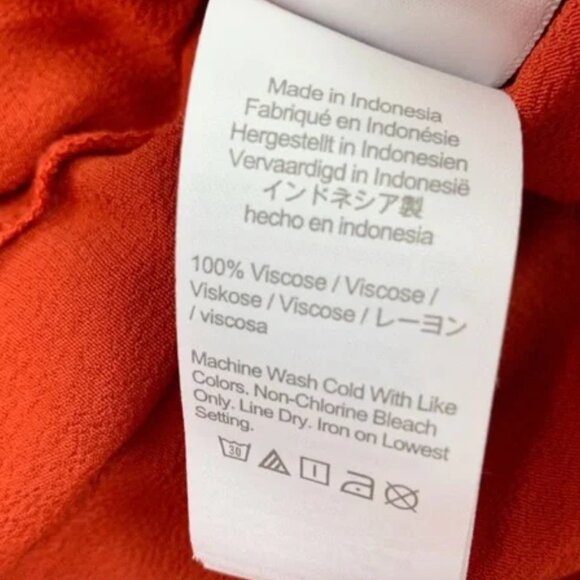 Made in Indonesia
Fabriqué en Indonésie
Hergestellt in Indonesien
Vervaardigd in Indonesië
インドネシア製
hecho en indonesia
100% Viscose / Viscose /
Viskose / Viscose / レーヨン
/ viscosa
Machine Wash Cold With Like
Colors. Non-Chlorine Bleach
Only. Line Dry. Iron on Lowest
Setting.
30